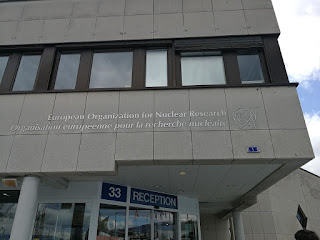 European Organization for Nuclear Research
Organisation européenne pour la recherche nucléaire
33 RECEPTION